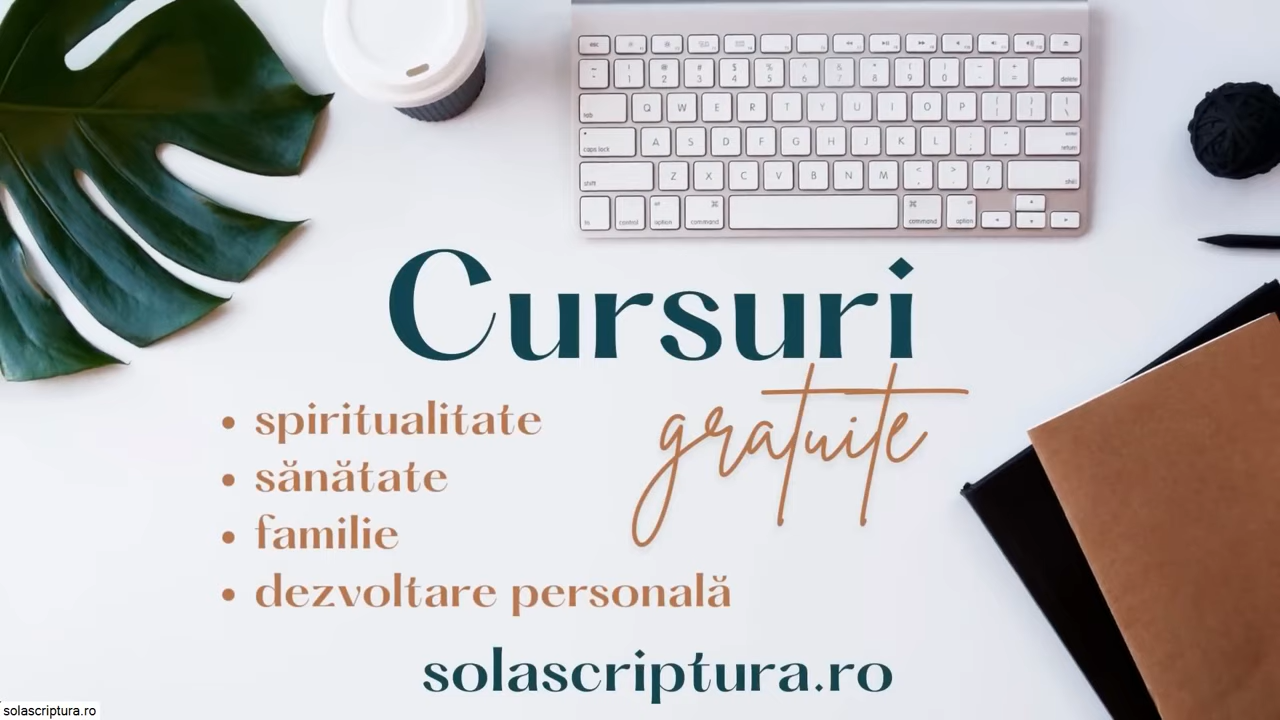 Cursuri
gratuite
• spiritualitate
• sănătate
• familie
• dezvoltare personală
solascriptura.ro
solascriptura.ro